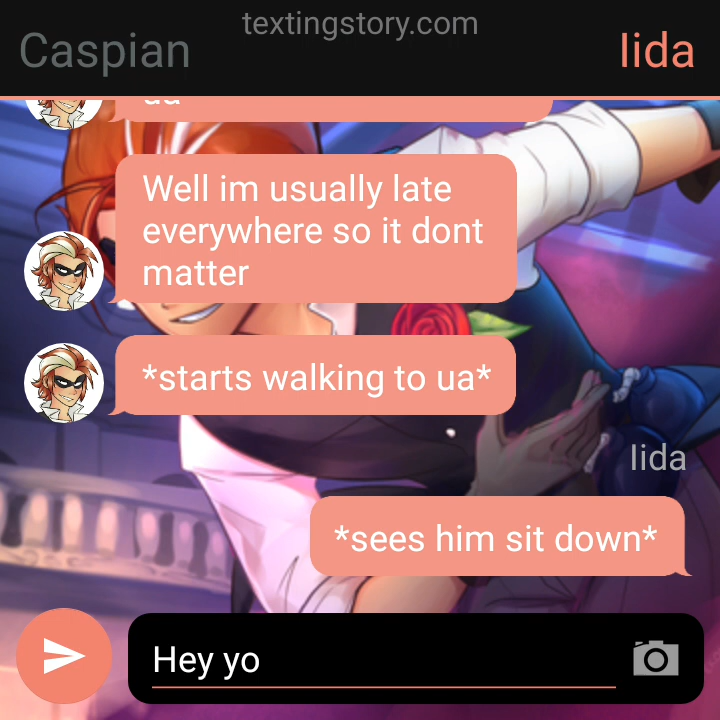 textingstory.com
Caspian
Iida
Well im usually late
everywhere so it dont
matter
*starts walking to ua*
Iida
*sees him sit down*
Hey yo